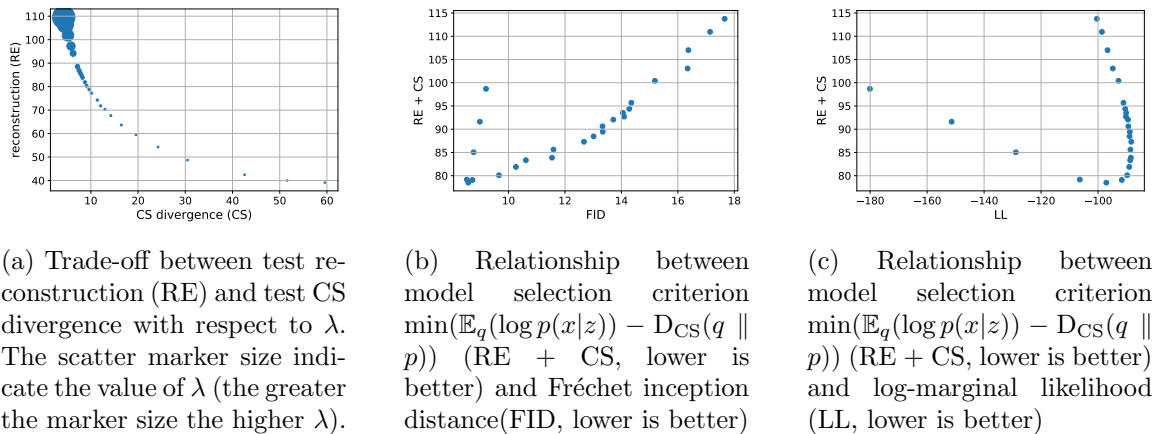 110
100
90
80
70
60
50
40
reconstruction (RE)
10
20
30
40
50
60
CS divergence (CS)
115
110
105
100
95
90
85
80
RE + CS
10
12
14
16
18
FID
115
110
105
100
95
90
85
80
RE + CS
−180
−160
−140
−120
−100
LL
(a) Trade-off between test re-
construction (RE) and test CS
divergence with respect to λ.
The scatter marker size indi-
cate the value of λ (the greater
the marker size the higher λ).
(b) Relationship between
model selection criterion
min(𝔼q(log p(x|z)) − DCS(q ∥
p)) (RE + CS, lower is
better) and Fréchet inception
distance(FID, lower is better)
(c) Relationship between
model selection criterion
min(𝔼q(log p(x|z)) − DCS(q ∥
p)) (RE + CS, lower is better)
and log-marginal likelihood
(LL, lower is better)